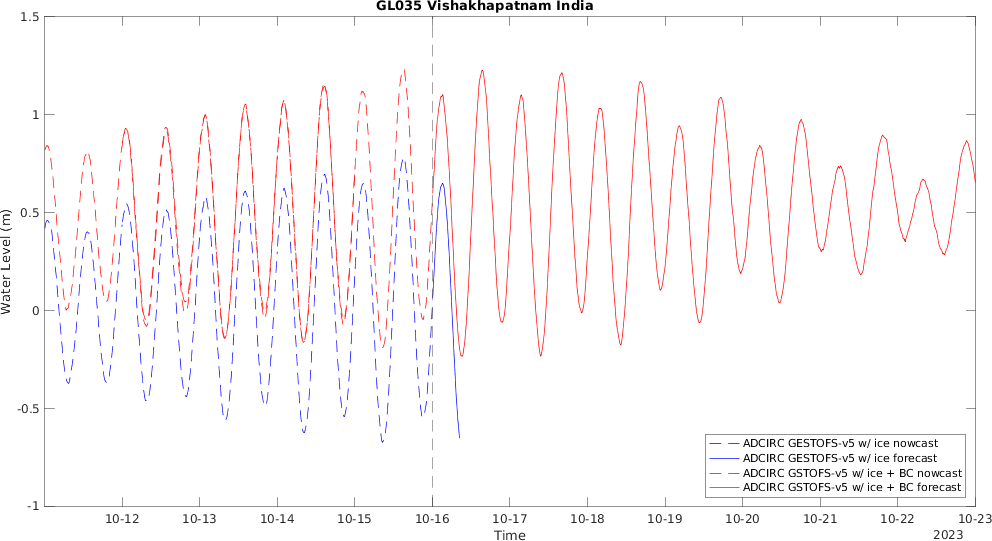 GL035 Vishakhapatnam India
1.5
1
0.5
0
-0.5
-1
Water Level (m)
10-12 10-13 10-14 10-15 10-16 10-17 10-18 10-19 10-20 10-21 10-22 10-23
Time
2023
ADCIRC GESTOFS-v5 w/ ice nowcast
ADCIRC GESTOFS-v5 w/ ice forecast
ADCIRC GSTOFS-v5 w/ ice + BC nowcast
ADCIRC GSTOFS-v5 w/ ice + BC forecast